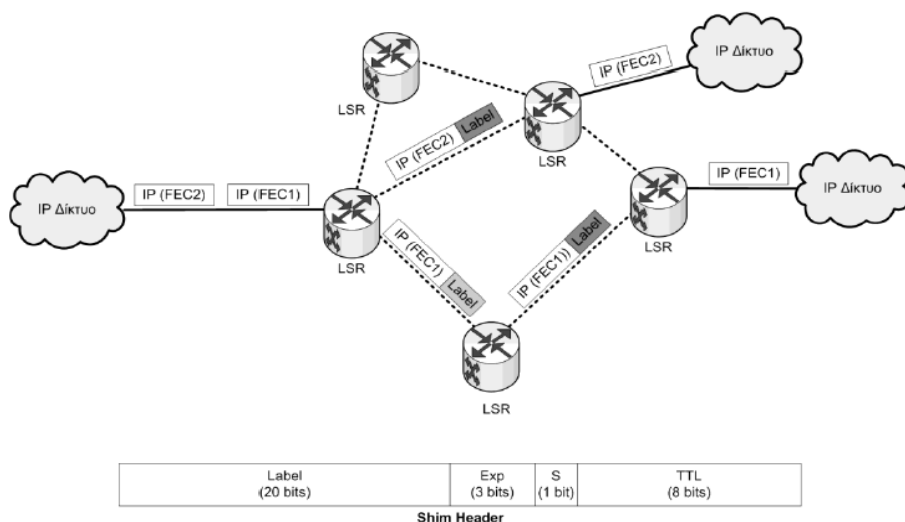 LSR
IP (FEC2)
IP Δίκτυο
IP (FEC2) Label
LSR
IP Δίκτυο
IP (FEC2) IP (FEC1)
LSR
IP (FEC1) Label
IP (FEC1)) Label
LSR
IP (FEC1)
IP Δίκτυο
LSR
Label
(20 bits)
Exp
(3 bits)
S
(1 bit)
TTL
(8 bits)
Shim Header